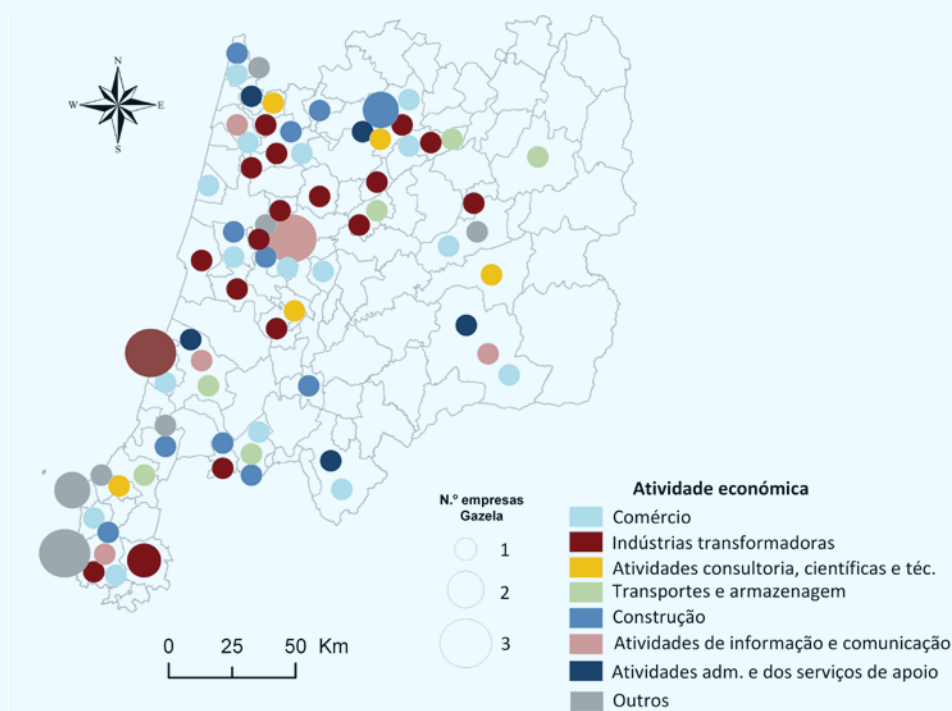 N
W E
S
N.º empresas
Gazela
1
2
3
0 25 50 Km
Atividade económica
Comércio
Indústrias transformadoras
Atividades consultoria, científicas e téc.
Transportes e armazenagem
Construção
Atividades de informação e comunicação
Atividades adm. e dos serviços de apoio
Outros